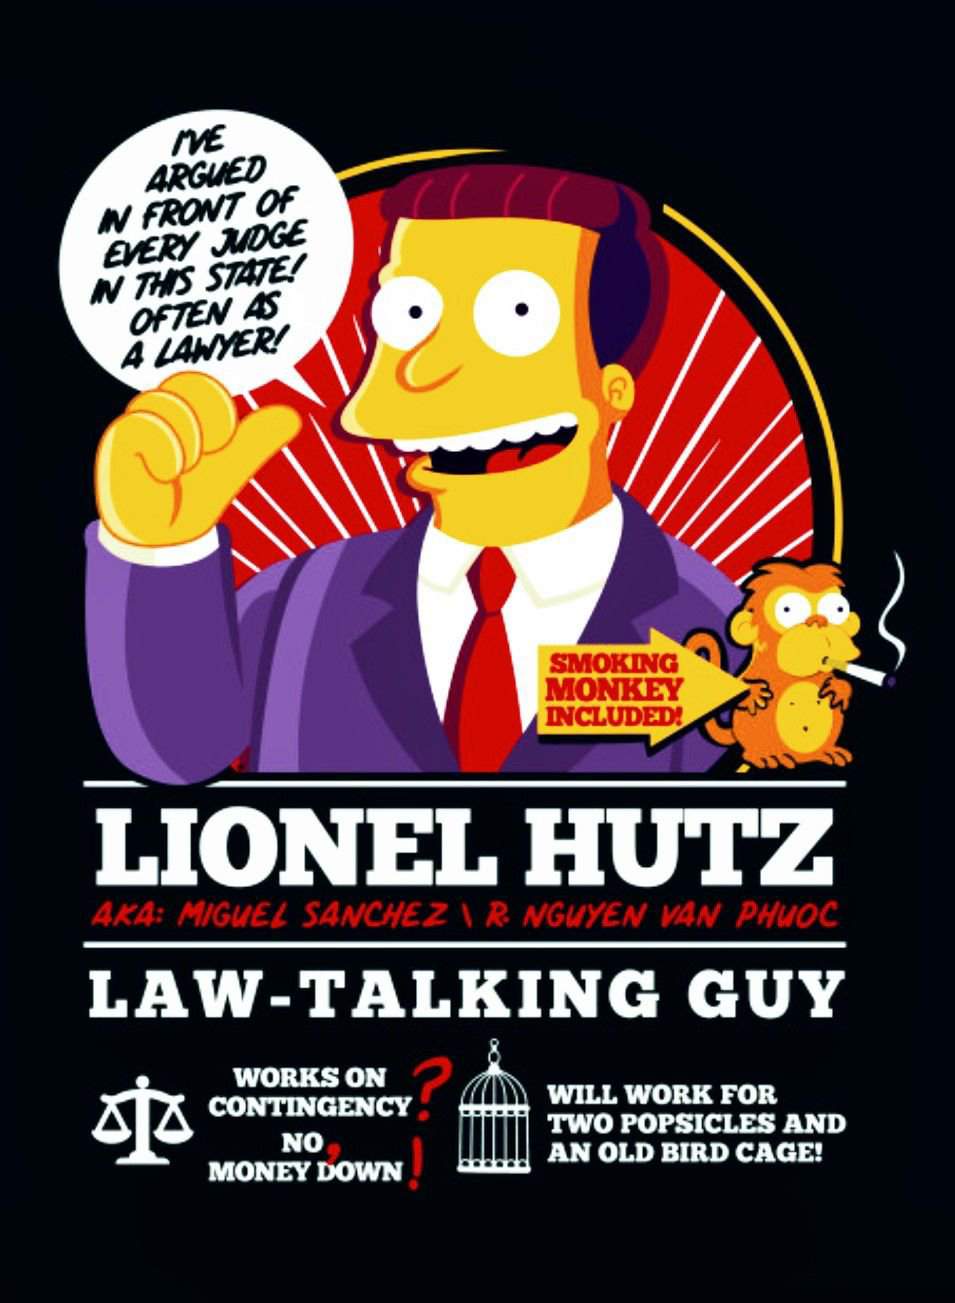 I'VE
ARGUED
IN FRONT OF
EVERY JUDGE
IN THIS STATE!
OFTEN AS
A LAWYER!
SMOKING
MONKEY
INCLUDED!
LIONEL HUTZ
AKA: MIGUEL SANCHEZ \ R. NGUYEN VAN PHUOC
LAW-TALKING GUY
WORKS ON
CONTINGENCY?
NO,
MONEY DOWN!
WILL WORK FOR
TWO POPSICLES AND
AN OLD BIRD CAGE!